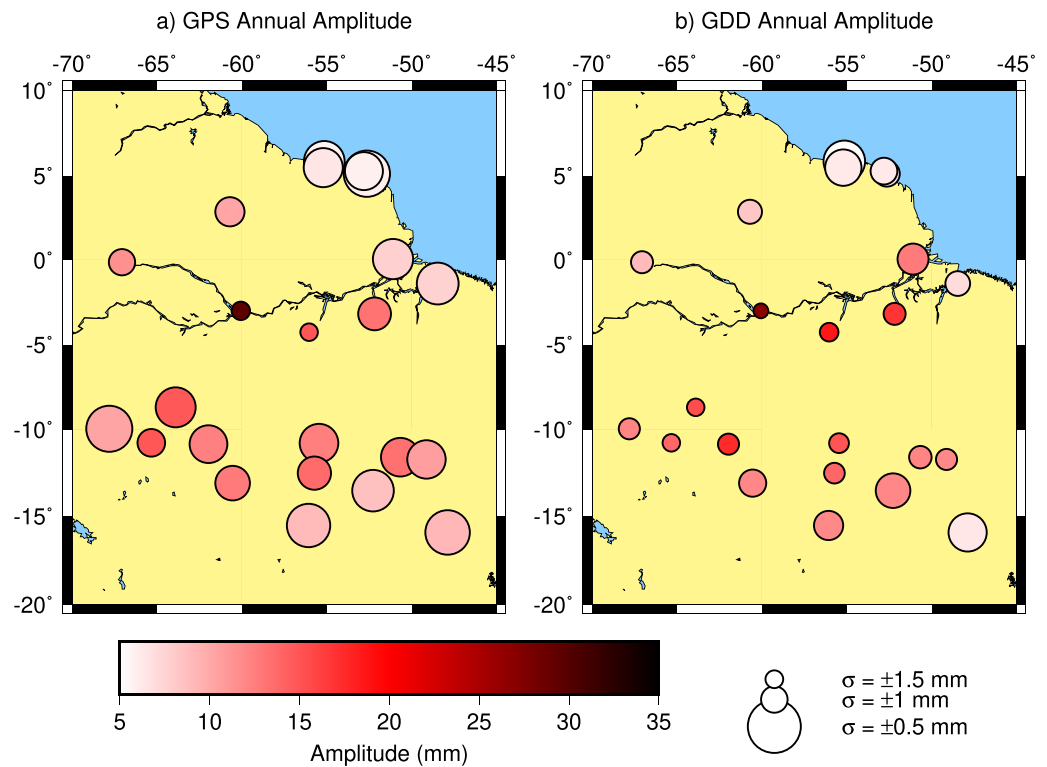 a) GPS Annual Amplitude
b) GDD Annual Amplitude
-70° -65° -60° -55° -50° -45°
-70° -65° -60° -55° -50° -45°
10°
5°
0°
-5°
-10°
-15°
-20°
10°
5°
0°
-5°
-10°
-15°
-20°
5 10 15 20 25 30 35
Amplitude (mm)
σ = ±1.5 mm
σ = ±1 mm
σ = ±0.5 mm